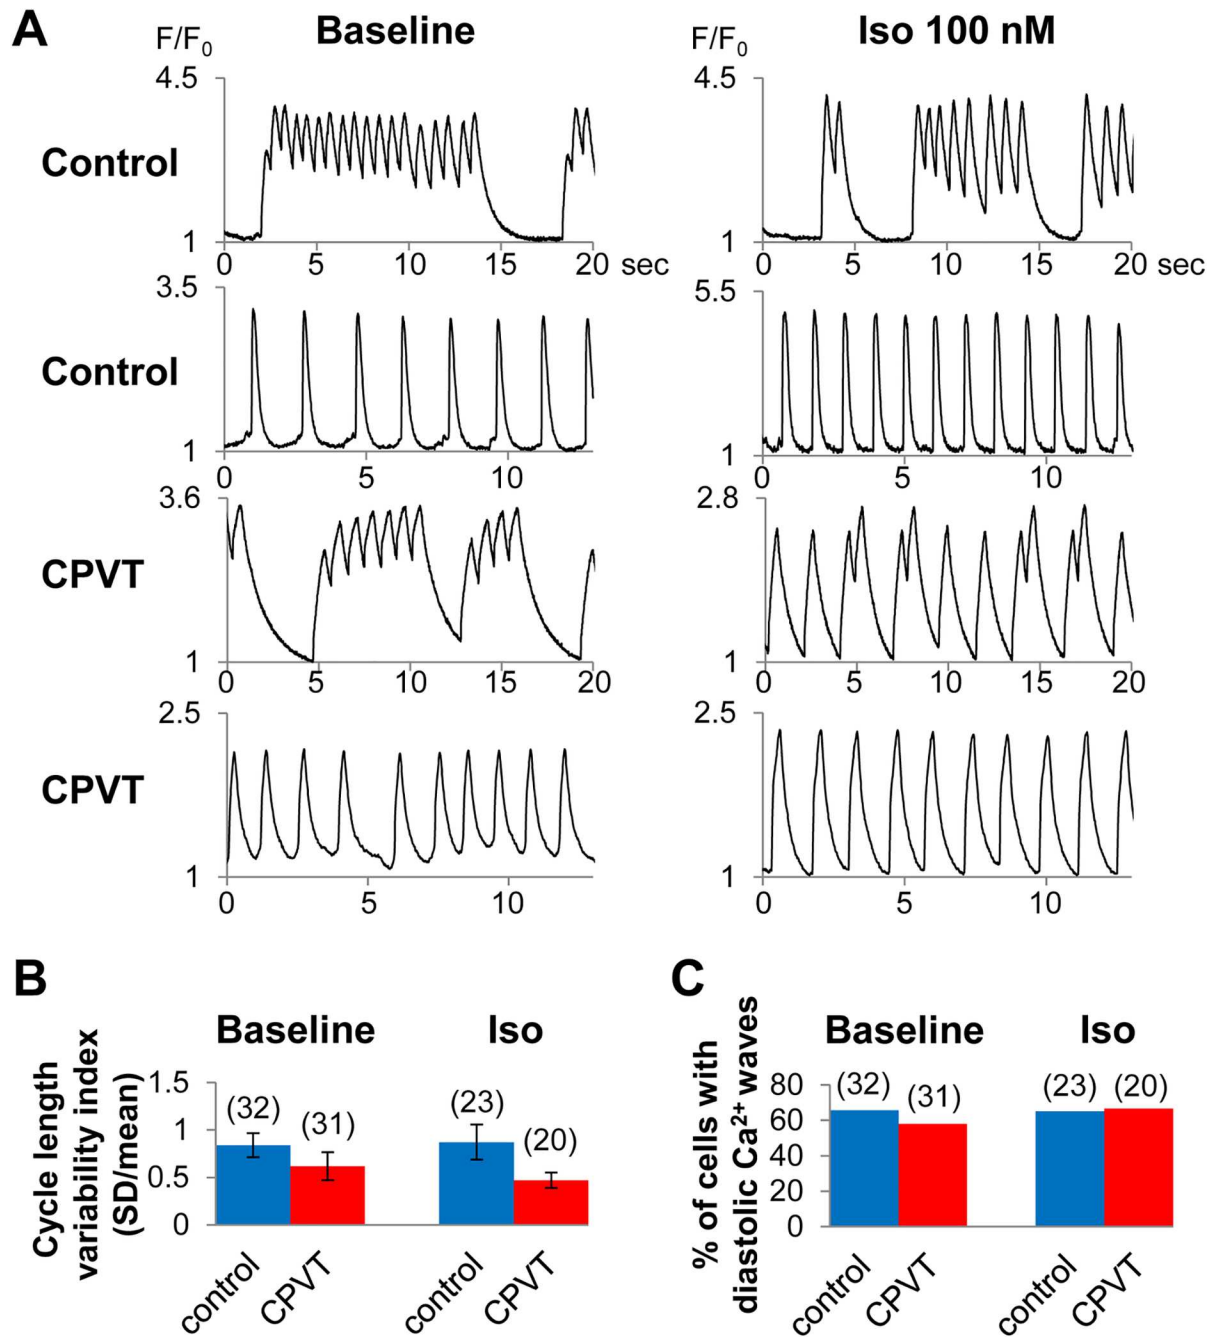 A
Baseline
Iso 100 nM
F/F0
F/F0
4.5
4.5
Control
1
1
0 5 10 15 20 sec
0 5 10 15 20 sec
3.5
5.5
Control
1
1
0 5 10
0 5 10
3.6
2.8
CPVT
1
1
0 5 10 15 20
0 5 10 15 20
2.5
2.5
CPVT
1
1
0 5 10
0 5 10
B
Baseline Iso
Cycle length
variability index
(SD/mean)
1.5
1
0.5
0
(32) (31) (23) (20)
control CPVT control CPVT
C
Baseline Iso
% of cells with
diastolic Ca2+ waves
80
60
40
20
0
(32) (31) (23) (20)
control CPVT control CPVT